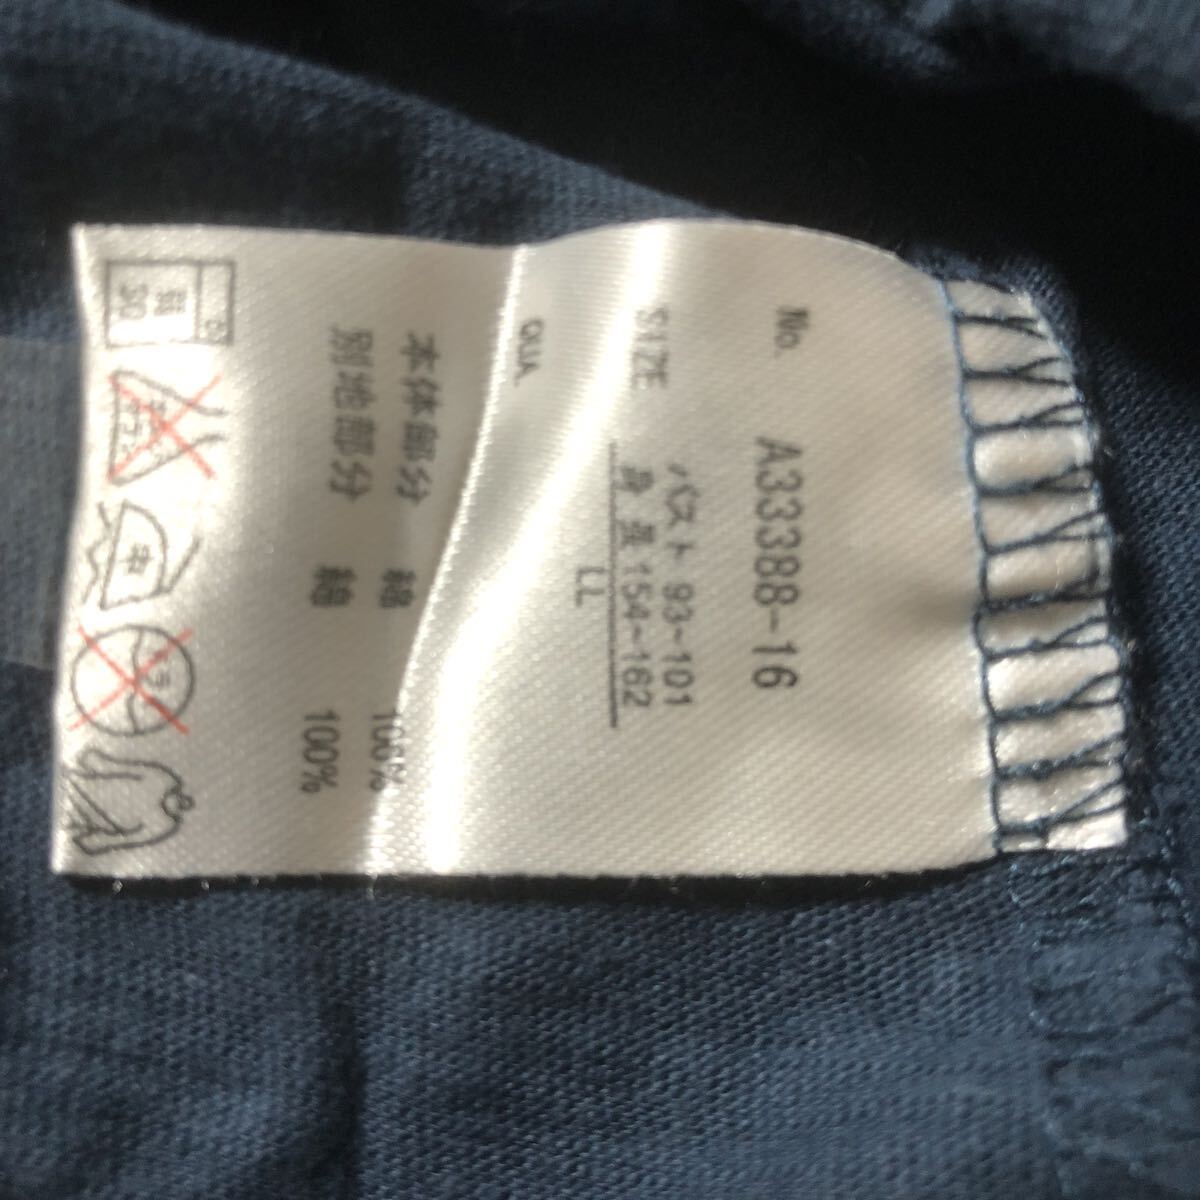 No. A33388-16
SIZE バスト 93-101
身長 154-162
LL
QUA.
本体部分 綿 100%
別地部分 綿 100%
中